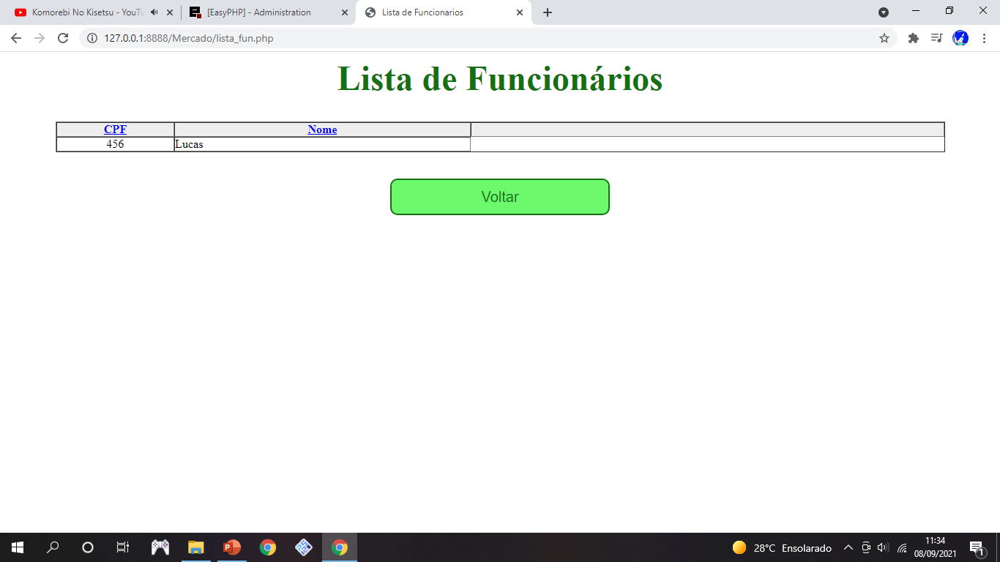 Komorebi No Kisetsu - YouTu
[EasyPHP] - Administration
Lista de Funcionarios
127.0.0.1:8888/Mercado/lista_fun.php
Lista de Funcionários
CPF Nome
456 Lucas
Voltar
28°C Ensolarado
11:34
08/09/2021
1